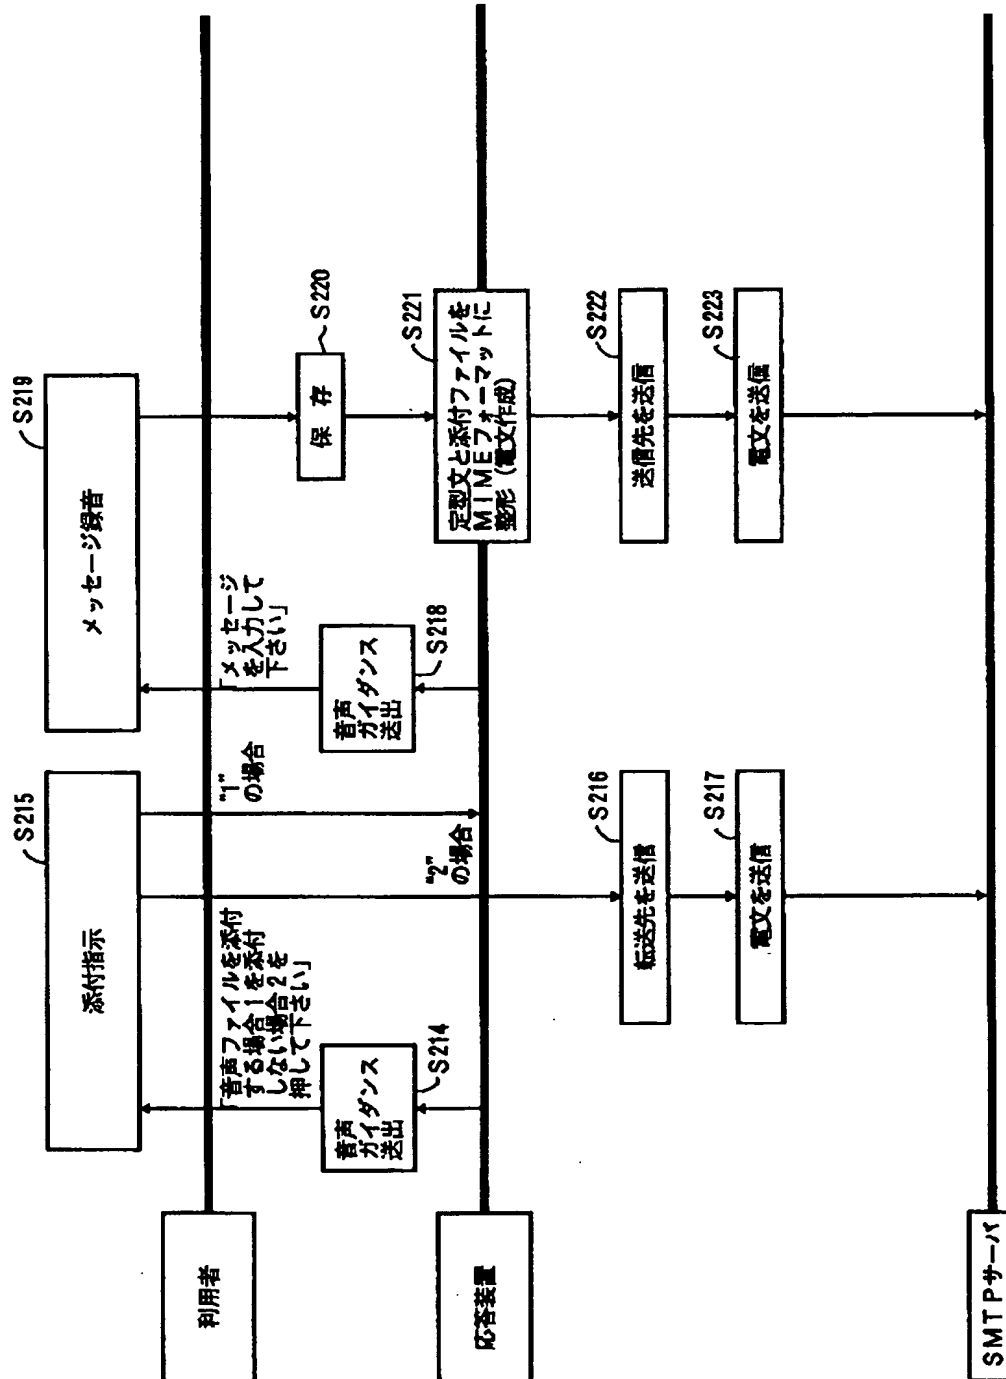 利用者
応答装置
SMTPサーバ
音声
ガイダンス
送出
S214
「音声ファイルを添付
する場合1を添付
しない場合2を
押して下さい」
添付指示
S215
“2”
の場合
転送先を送信
S216
電文を送信
S217
“1”
の場合
音声
ガイダンス
送出
S218
「メッセージ
を入力して
下さい」
メッセージ録音
S219
保 存
S220
定型文と添付ファイルを
MIMEフォーマットに
整形(電文作成)
S221
送信先を送信
S222
電文を送信
S223